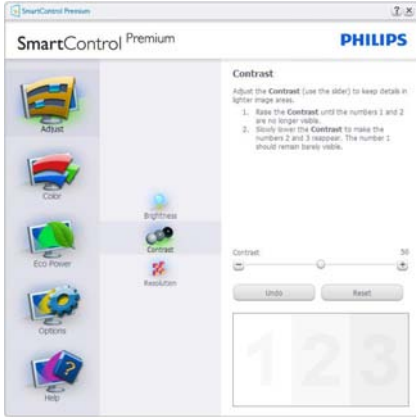 SmartControl Premium
SmartControl Premium
PHILIPS
Adjust
Color
Eco Power
Options
Help
Brightness
Contrast
Resolution
Contrast
Adjust the Contrast (use the slider) to keep details in
lighter image areas.
1. Raise the Contrast until the numbers 1 and 2
are no longer visible.
2. Slowly lower the Contrast to make the
numbers 2 and 3 reappear. The number 1
should remain barely visible.
Contrast 50
Undo Reset
1 2 3